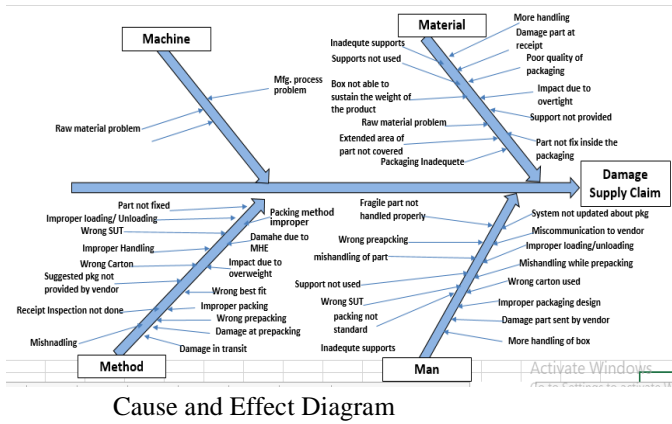 Machine
Mfg. process
problem
Raw material problem
Material
Inadequte supports
Supports not used
Box not able to
sustain the weight of
the product
Raw material problem
Extended area of
part not covered
Packaging Inadequete
More handling
Damage part at
receipt
Poor quality of
packaging
Impact due to
overtight
Support not provided
Part not fix inside the
packaging
Damage
Supply Claim
Part not fixed
Improper loading/ Unloading
Wrong SUT
Improper Handling
Wrong Carton
Suggested pkg not
provided by vendor
Receipt Inspection not done
Mishnadling
Packing method
improper
Damahe due to
MHE
Impact due to
overweight
Wrong best fit
Improper packing
Wrong prepacking
Damage at prepacking
Damage in transit
Method
Fragile part not
handled properly
Wrong preapcking
mishandling of part
Support not used
Wrong SUT
packing not
standard
Inadequte supports
System not updated about pkg
Miscommunication to vendor
Improper loading/unloading
Mishandling while prepacking
Wrong carton used
Improper packaging design
Damage part sent by vendor
More handling of box
Man
Activate Windows
Go to Settings to activate W
Cause and Effect Diagram